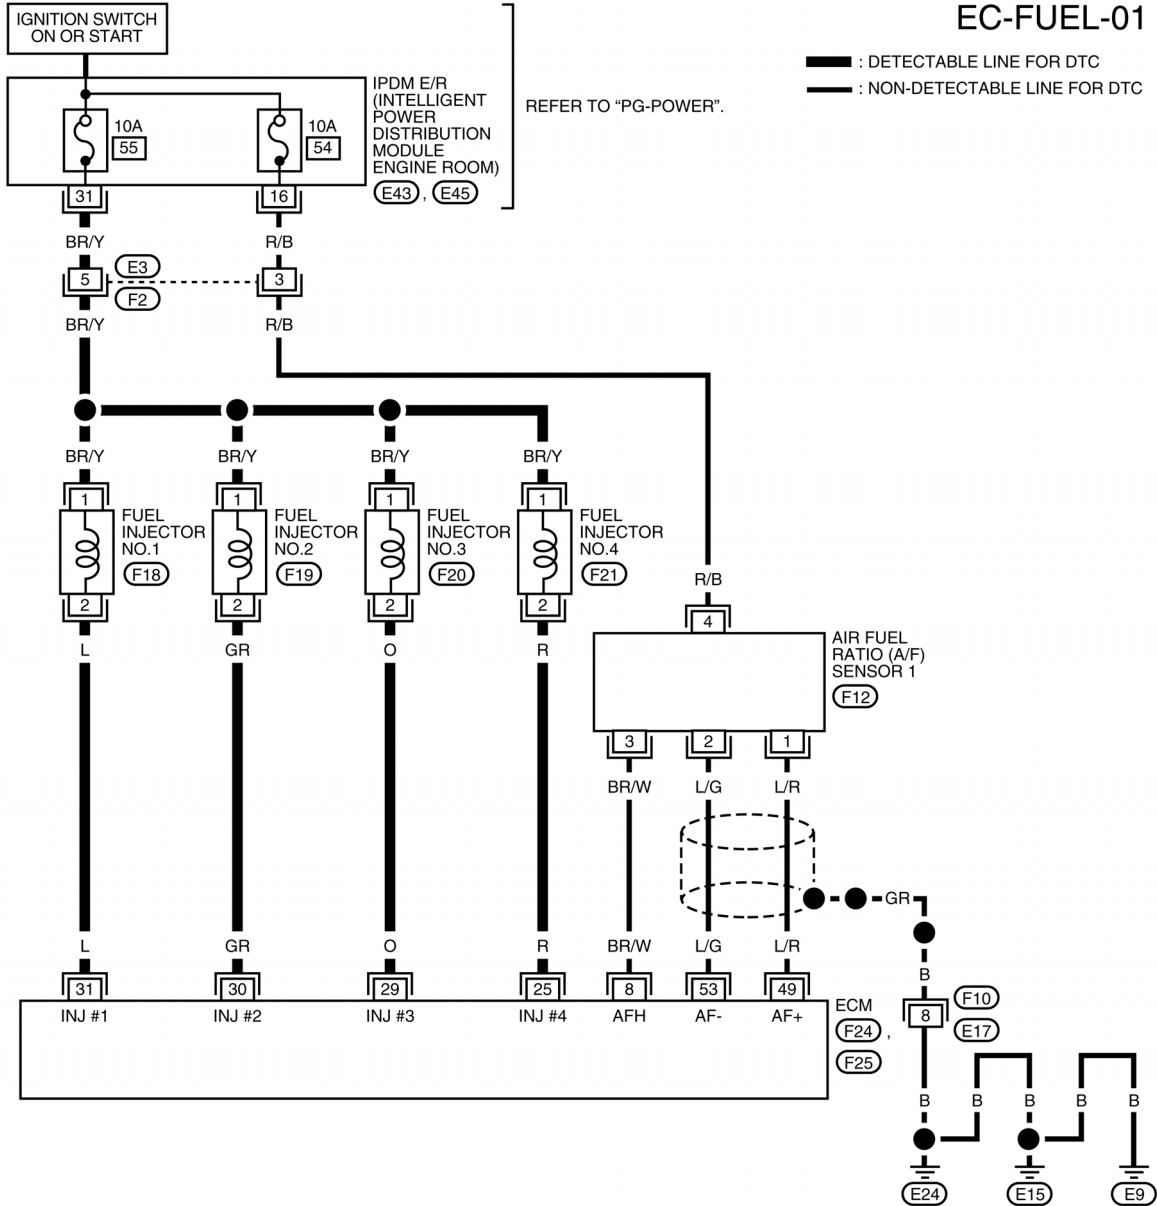 EC-FUEL-01
IGNITION SWITCH
ON OR START
: DETECTABLE LINE FOR DTC
: NON-DETECTABLE LINE FOR DTC
IPDM E/R
(INTELLIGENT
POWER
DISTRIBUTION
MODULE
ENGINE ROOM)
E43 , E45
REFER TO “PG-POWER”.
10A
55
10A
54
31
16
BR/Y
R/B
5
E3
F2
3
BR/Y
R/B
BR/Y
BR/Y
BR/Y
BR/Y
1
1
1
1
FUEL
INJECTOR
NO.1
F18
FUEL
INJECTOR
NO.2
F19
FUEL
INJECTOR
NO.3
F20
FUEL
INJECTOR
NO.4
F21
2
2
2
2
R/B
4
L
GR
O
R
AIR FUEL
RATIO (A/F)
SENSOR 1
F12
3
2
1
BR/W
L/G
L/R
GR
L
GR
O
R
BR/W
L/G
L/R
B
31
30
29
25
8
53
49
INJ #1
INJ #2
INJ #3
INJ #4
AFH
AF-
AF+
ECM
F24 ,
F25
8
F10
E17
B
B
B
B
B
E24
E15
E9